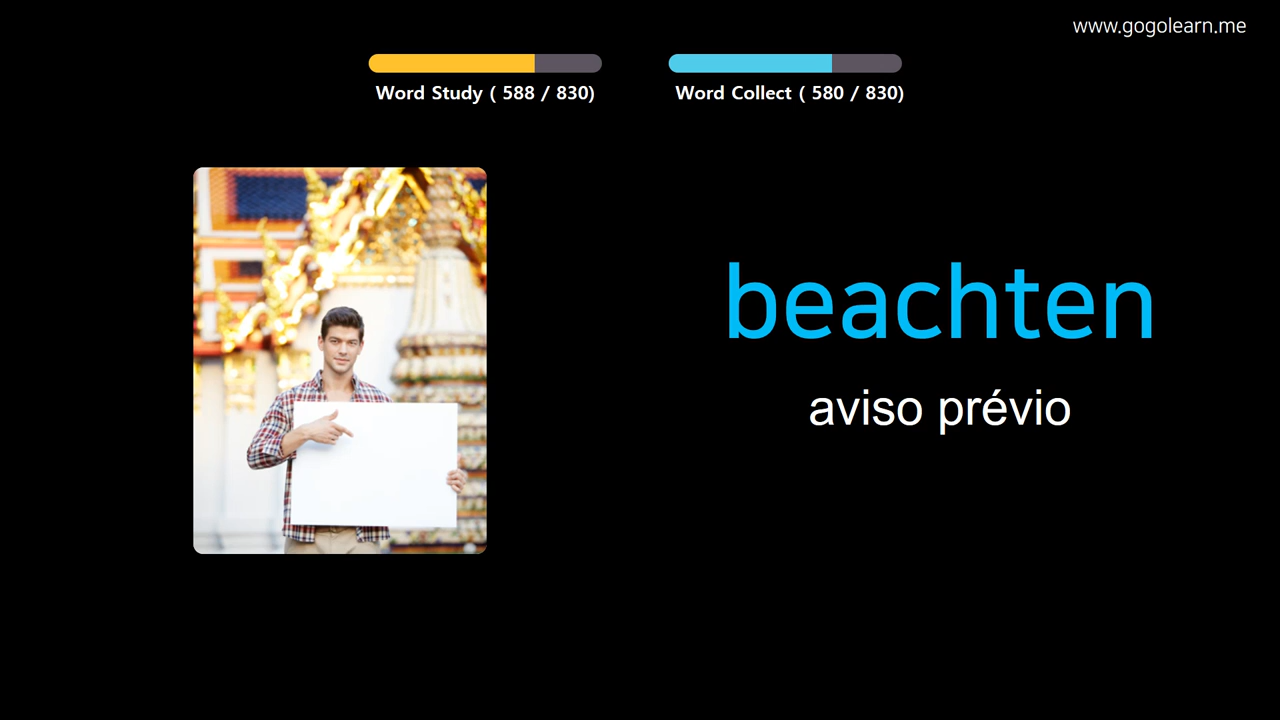 www.gogolearn.me
Word Study ( 588 / 830)
Word Collect ( 580 / 830)
beachten
aviso prévio